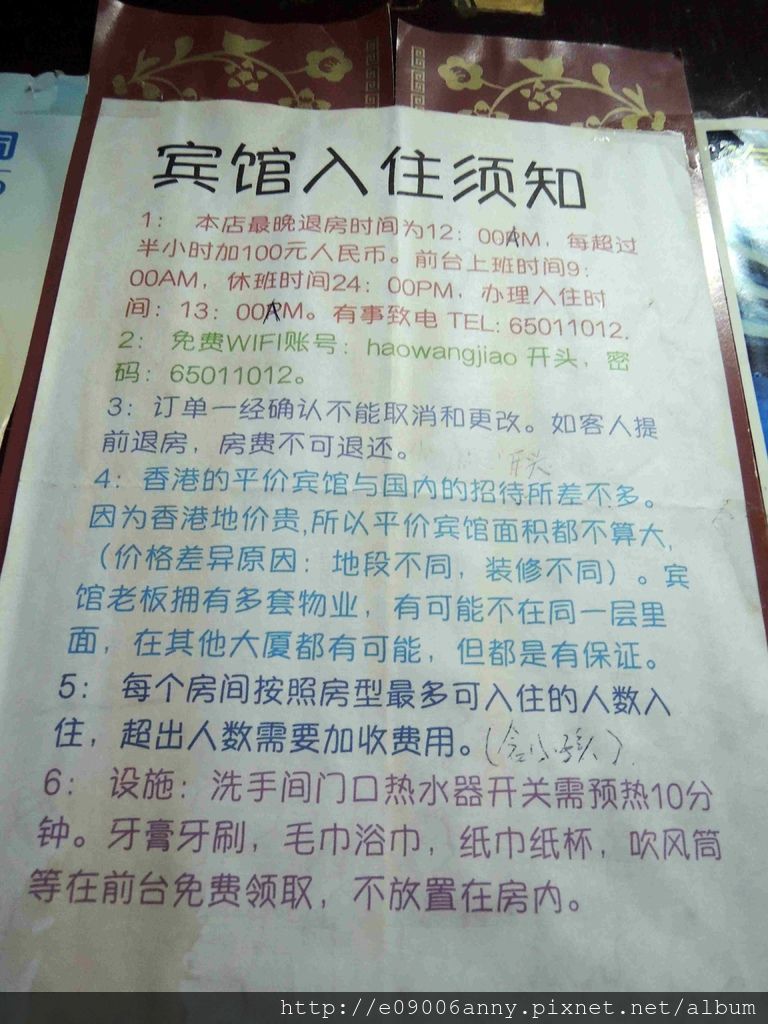 宾馆入住须知
1： 本店最晚退房时间为12：00AM，每超过
半小时加100元人民币。前台上班时间9：
00AM，休班时间24：00PM，办理入住时
间：13：00PM。有事致电 TEL: 65011012.
2： 免费WIFI账号：haowangjiao 开头，密
码：65011012。
3：订单一经确认不能取消和更改。如客人提
前退房，房费不可退还。
4：香港的平价宾馆与国内的招待所差不多。
因为香港地价贵,所以平价宾馆面积都不算大,
（价格差异原因：地段不同，装修不同）。宾
馆老板拥有多套物业，有可能不在同一层里
面，在其他大厦都有可能，但都是有保证。
5： 每个房间按照房型最多可入住的人数入
住，超出人数需要加收费用。(含小孩)
6： 设施：洗手间门口热水器开关需预热10分
钟。牙膏牙刷，毛巾浴巾，纸巾纸杯，吹风筒
等在前台免费领取，不放置在房内。
http://e09006anny.pixnet.net/album